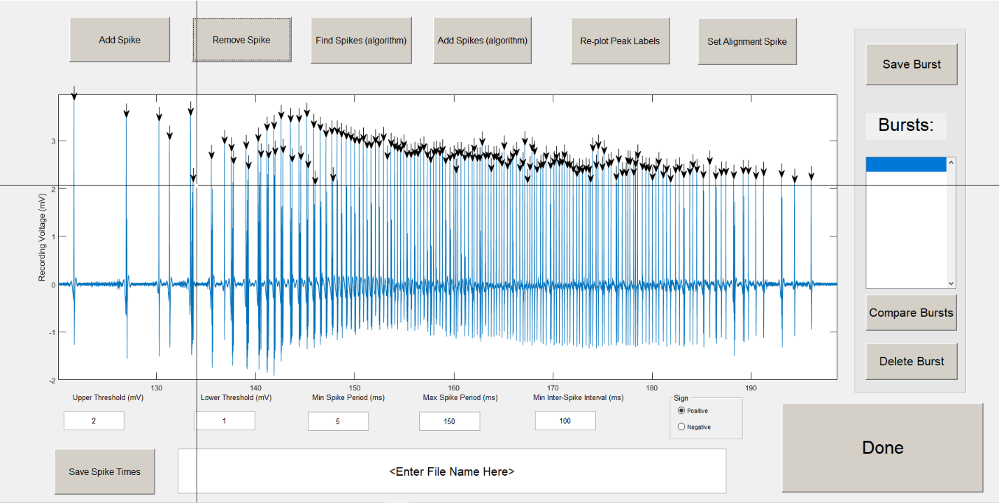 Add Spike
Remove Spike
Find Spikes (algorithm)
Add Spikes (algorithm)
Re-plot Peak Labels
Set Alignment Spike
Save Burst
Bursts:
Compare Bursts
Delete Burst
Recording Voltage (mV)
3
2
1
0
-1
-2
130
140
150
160
170
180
190
Upper Threshold (mV)
Lower Threshold (mV)
Min Spike Period (ms)
Max Spike Period (ms)
Min Inter-Spike Interval (ms)
2
1
5
150
100
Sign
Positive
Negative
Done
Save Spike Times
<Enter File Name Here>